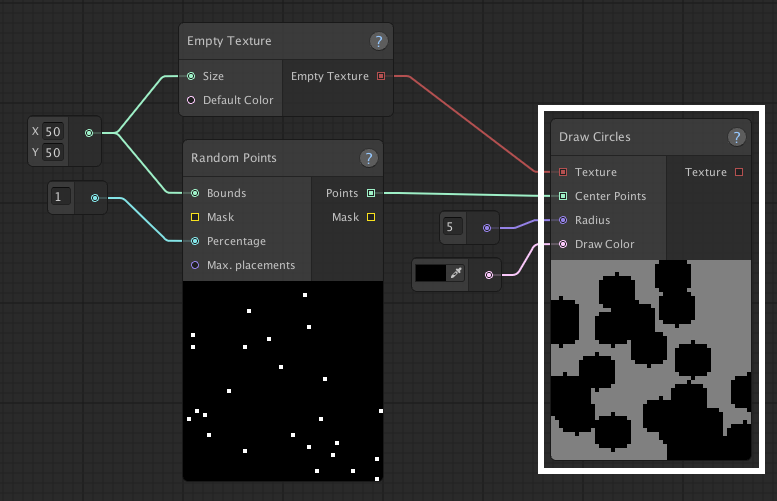 Empty Texture ?
Size Empty Texture
Default Color
X 50
Y 50
Random Points ?
Bounds Points
Mask Mask
Percentage
Max. placements
1
5
Draw Circles ?
Texture Texture
Center Points
Radius
Draw Color